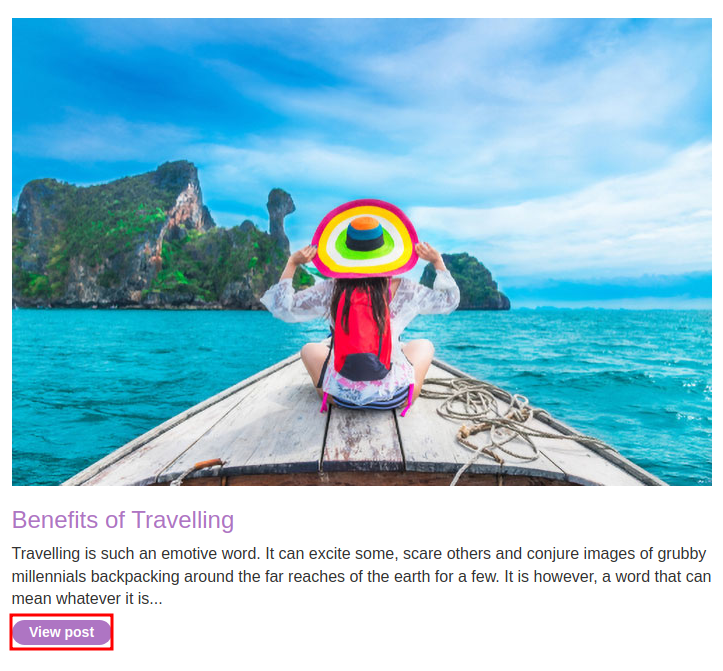 Benefits of Travelling
Travelling is such an emotive word. It can excite some, scare others and conjure images of grubby
millennials backpacking around the far reaches of the earth for a few. It is however, a word that can
mean whatever it is...
View post